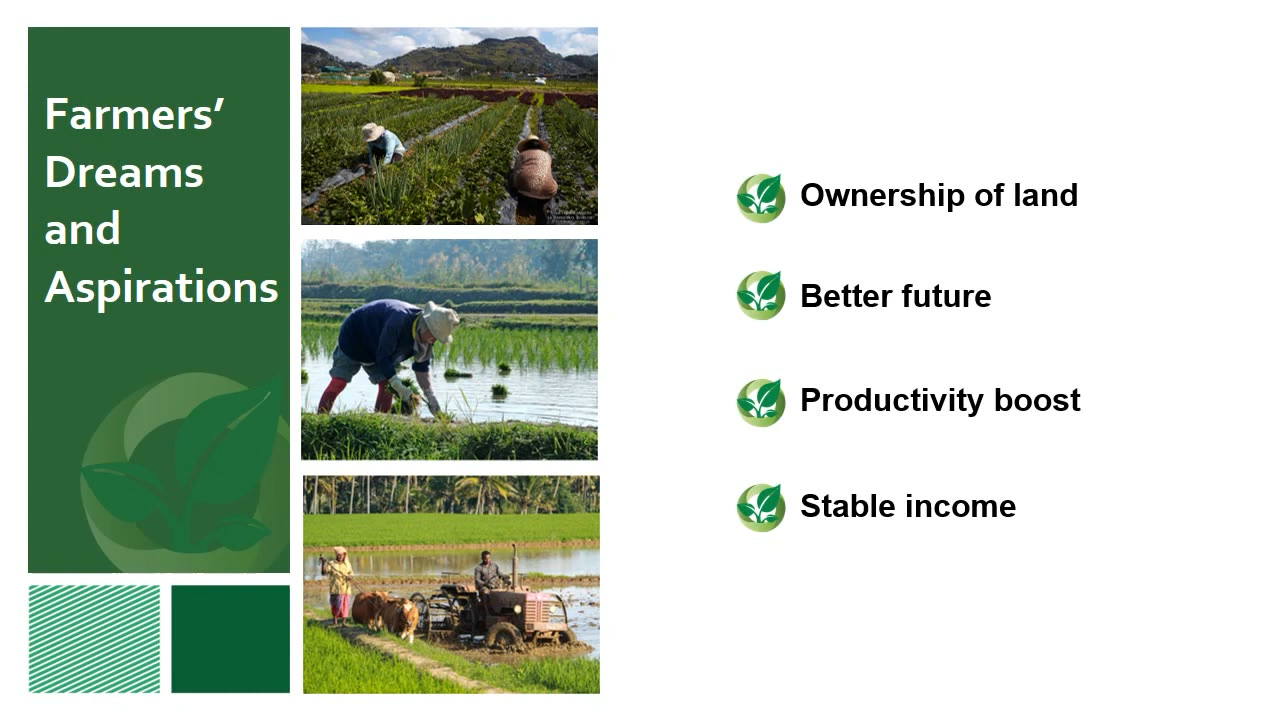 Farmers’
Dreams
and
Aspirations
Ownership of land
Better future
Productivity boost
Stable income